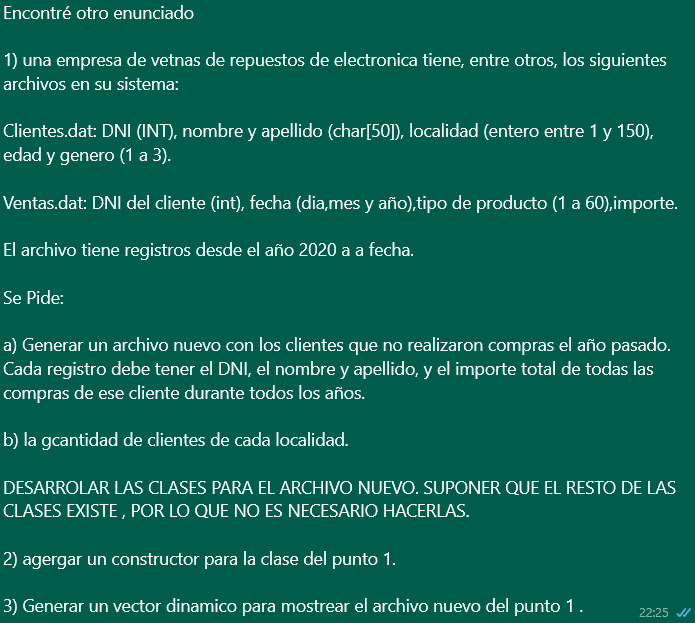 Encontré otro enunciado
1) una empresa de vetnas de repuestos de electronica tiene, entre otros, los siguientes
archivos en su sistema:
Clientes.dat: DNI (INT), nombre y apellido (char[50]), localidad (entero entre 1 y 150),
edad y genero (1 a 3).
Ventas.dat: DNI del cliente (int), fecha (dia,mes y año),tipo de producto (1 a 60),importe.
El archivo tiene registros desde el año 2020 a a fecha.
Se Pide:
a) Generar un archivo nuevo con los clientes que no realizaron compras el año pasado.
Cada registro debe tener el DNI, el nombre y apellido, y el importe total de todas las
compras de ese cliente durante todos los años.
b) la gcantidad de clientes de cada localidad.
DESARROLAR LAS CLASES PARA EL ARCHIVO NUEVO. SUPONER QUE EL RESTO DE LAS
CLASES EXISTE , POR LO QUE NO ES NECESARIO HACERLAS.
2) agergar un constructor para la clase del punto 1.
3) Generar un vector dinamico para mostrear el archivo nuevo del punto 1 .
22:25